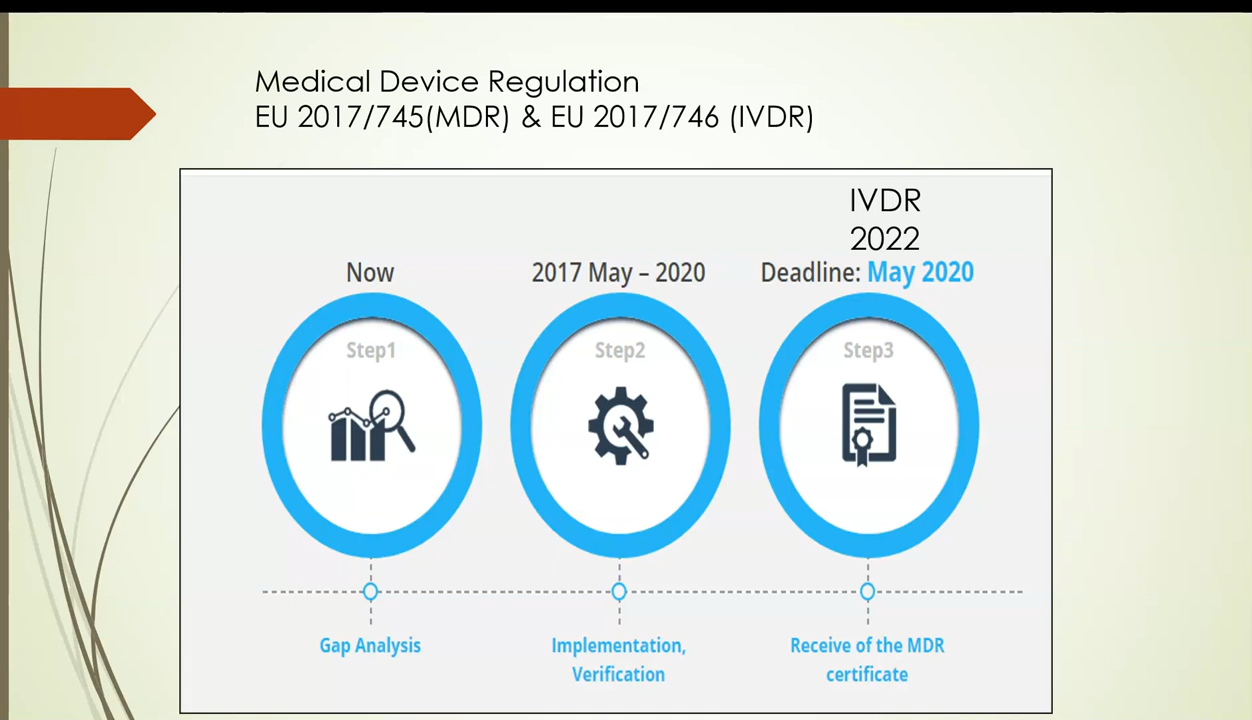 Medical Device Regulation
EU 2017/745(MDR) & EU 2017/746 (IVDR)
IVDR
2022
Now
2017 May – 2020
Deadline: May 2020
Step1
Step2
Step3
Gap Analysis
Implementation,
Verification
Receive of the MDR
certificate